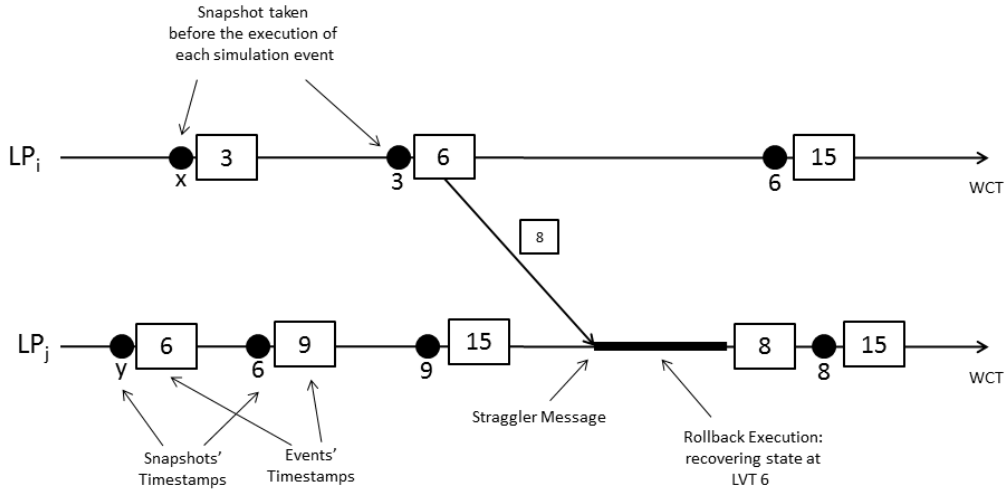 Snapshot taken
before the execution of
each simulation event
LPi
3
6
15
x
3
6
WCT
8
LPj
6
9
15
8
15
y
6
9
8
WCT
Straggler Message
Snapshots'
Timestamps
Events'
Timestamps
Rollback Execution:
recovering state at
LVT 6